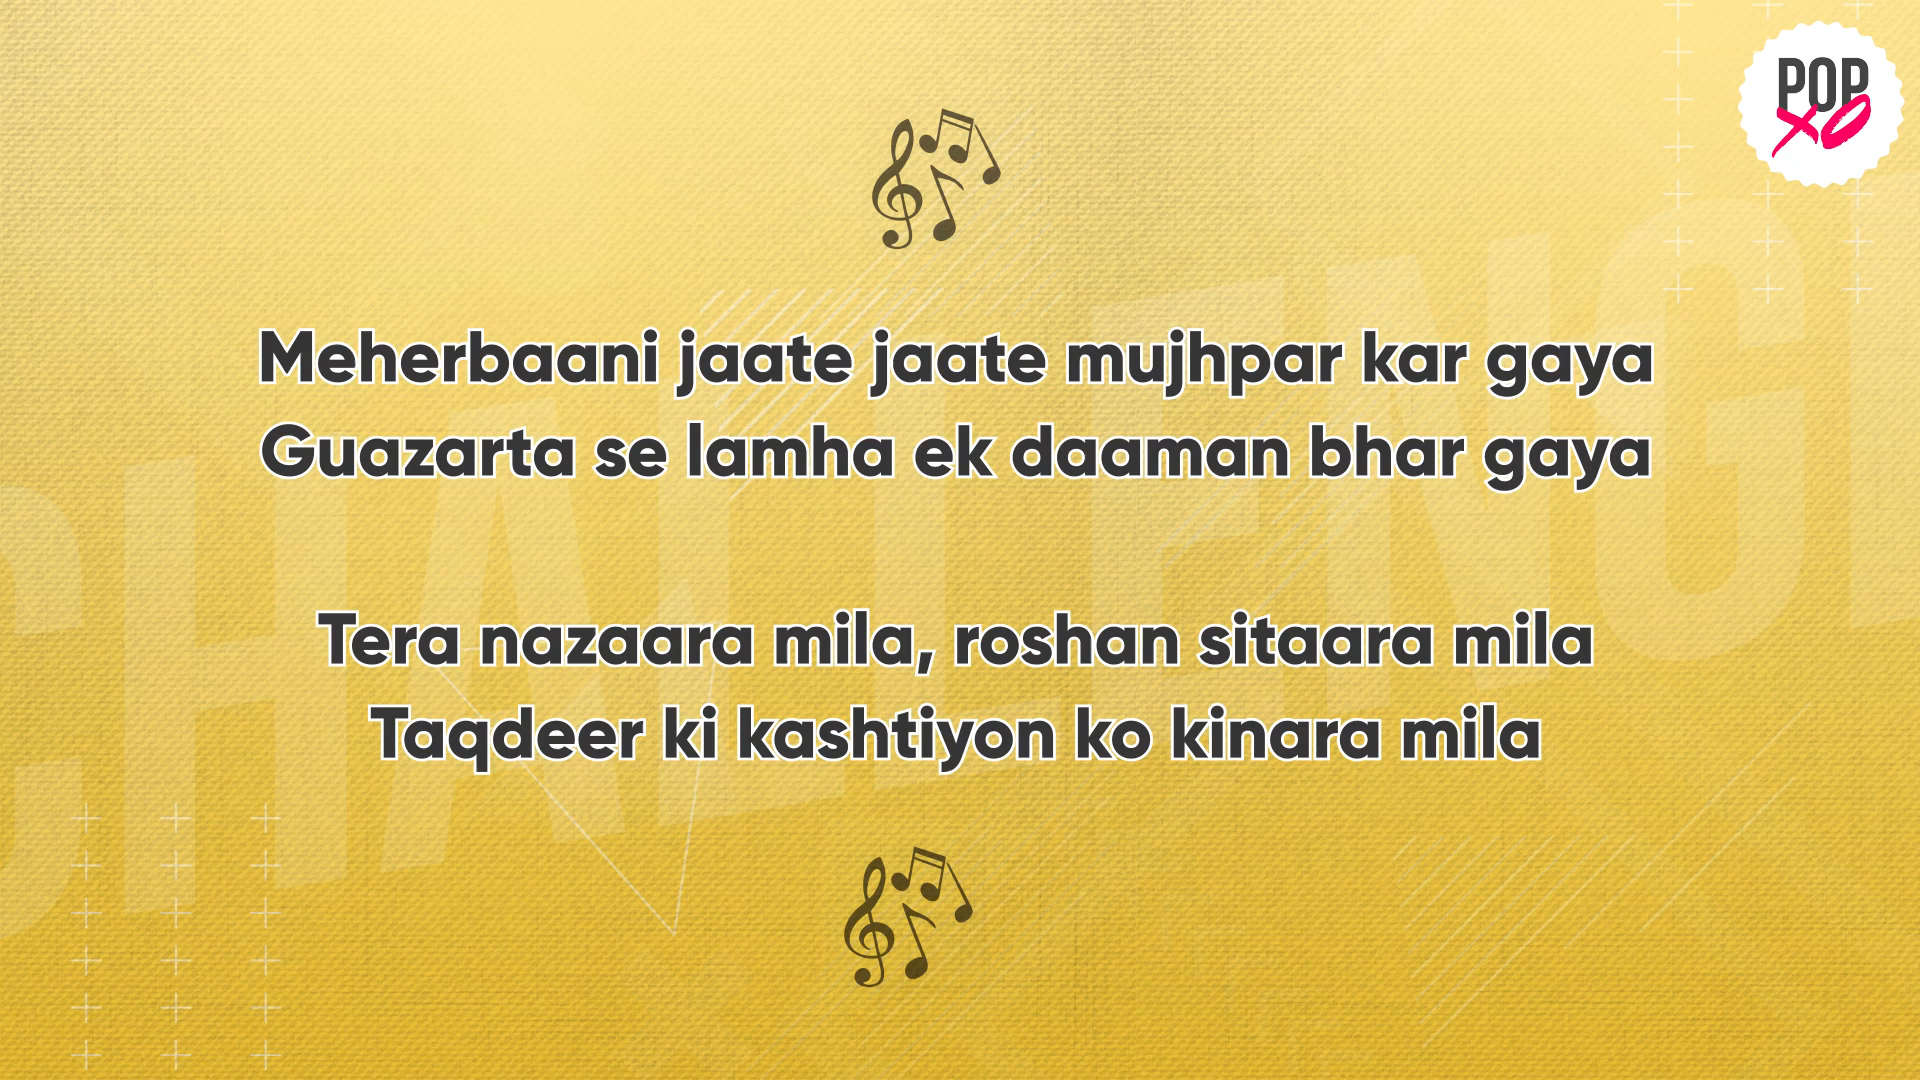 POP
XO
Meherbaani jaate jaate mujhpar kar gaya
Guazarta se lamha ek daaman bhar gaya
Tera nazaara mila, roshan sitaara mila
Taqdeer ki kashtiyon ko kinara mila
CHALLENG